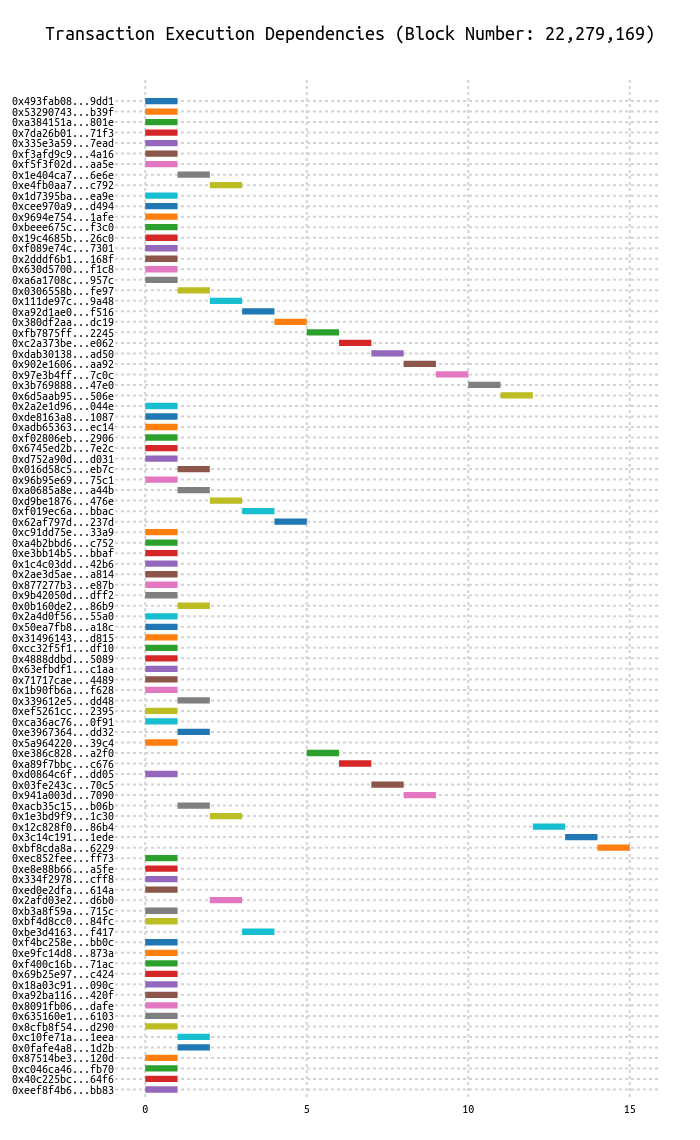 Transaction Execution Dependencies (Block Number: 22,279,169)
0x493fab08...9dd1
0x53290743...b39f
0xa384151a...801e
0x7da26b01...71f3
0x335e3a59...7ead
0xf3afd9c9...4a16
0xf5f3f02d...aa5e
0x1e404ca7...6e6e
0xe4fb0aa7...c792
0x1d7395ba...ea9e
0xcee970a9...d494
0x9694e754...1afe
0xbeee675c...f3c0
0x19c4685b...26c0
0xf089e74c...7301
0x2dddf6b1...168f
0x630d5700...f1c8
0xa6a1708c...957c
0x0306558b...fe97
0x111de97c...9a48
0xa92d1ae0...f516
0x380df2aa...dc19
0xfb7875ff...2245
0xc2a373be...e062
0xdab30138...ad50
0x902e1606...aa92
0x97e3b4ff...7c0c
0x3b769888...47e0
0x6d5aab95...506e
0x2a2e1d96...044e
0xde8163a8...1087
0xadb65363...ec14
0xf02806eb...2906
0x6745ed2b...7e2c
0xd752a90d...d031
0x016d58c5...eb7c
0x96b95e69...75c1
0xa0685a8e...a44b
0xd9be1876...476e
0xf019ec6a...bbac
0x62af797d...237d
0xc91dd75e...33a9
0xa4b2bbd6...c752
0xe3bb14b5...bbaf
0x1c4c03dd...42b6
0x2ae3d5ae...a814
0x877277b3...e87b
0x9b42050d...dff2
0x0b160de2...86b9
0x2a4d0f56...55a0
0x50ea7fb8...a18c
0x31496143...d815
0xcc32f5f1...df10
0x4888ddbd...5089
0x63efbdf1...c1aa
0x71717cae...4489
0x1b90fb6a...f628
0x339612e5...dd48
0xef5261cc...2395
0xca36ac76...0f91
0xe3967364...dd32
0x5a964220...39c4
0xe386c828...a2f0
0xa89f7bbc...c676
0xd0864c6f...dd05
0x03fe243c...70c5
0x941a003d...7090
0xacb35c15...b06b
0x1e3bd9f9...1c30
0x12c828f0...86b4
0x3c14c191...1ede
0xbf8cda8a...6229
0xec852fee...ff73
0xe8e88b66...a5fe
0x334f2978...cff8
0xed0e2dfa...614a
0x2afd03e2...d6b0
0xb3a8f59a...715c
0xbf4d8cc0...84fc
0xbe3d4163...f417
0xf4bc258e...bb0c
0xe9fc14d8...873a
0xf400c16b...71ac
0x69b25e97...c424
0x18a03c91...090c
0xa92ba116...420f
0x8091fb06...dafe
0x635160e1...6103
0x8cfb8f54...d290
0xc10fe71a...1eea
0x0fafe4a8...1d2b
0x87514be3...120d
0xc046ca46...fb70
0x40c225bc...64f6
0xeef8f4b6...bb83
0 5 10 15